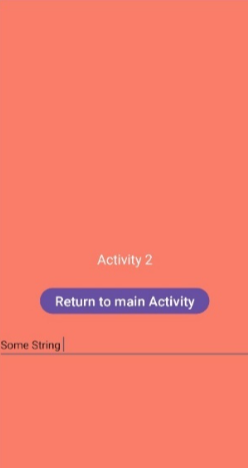 Activity 2
Return to main Activity
Some String